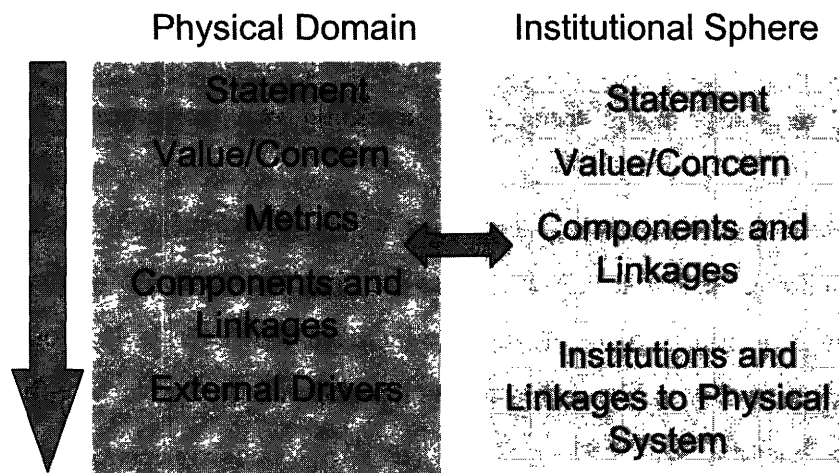 Physical Domain
Statement
Value/Concern
Metrics
Components and
Linkages
External Drivers
Institutional Sphere
Statement
Value/Concern
Components and
Linkages
Institutions and
Linkages to Physical
System